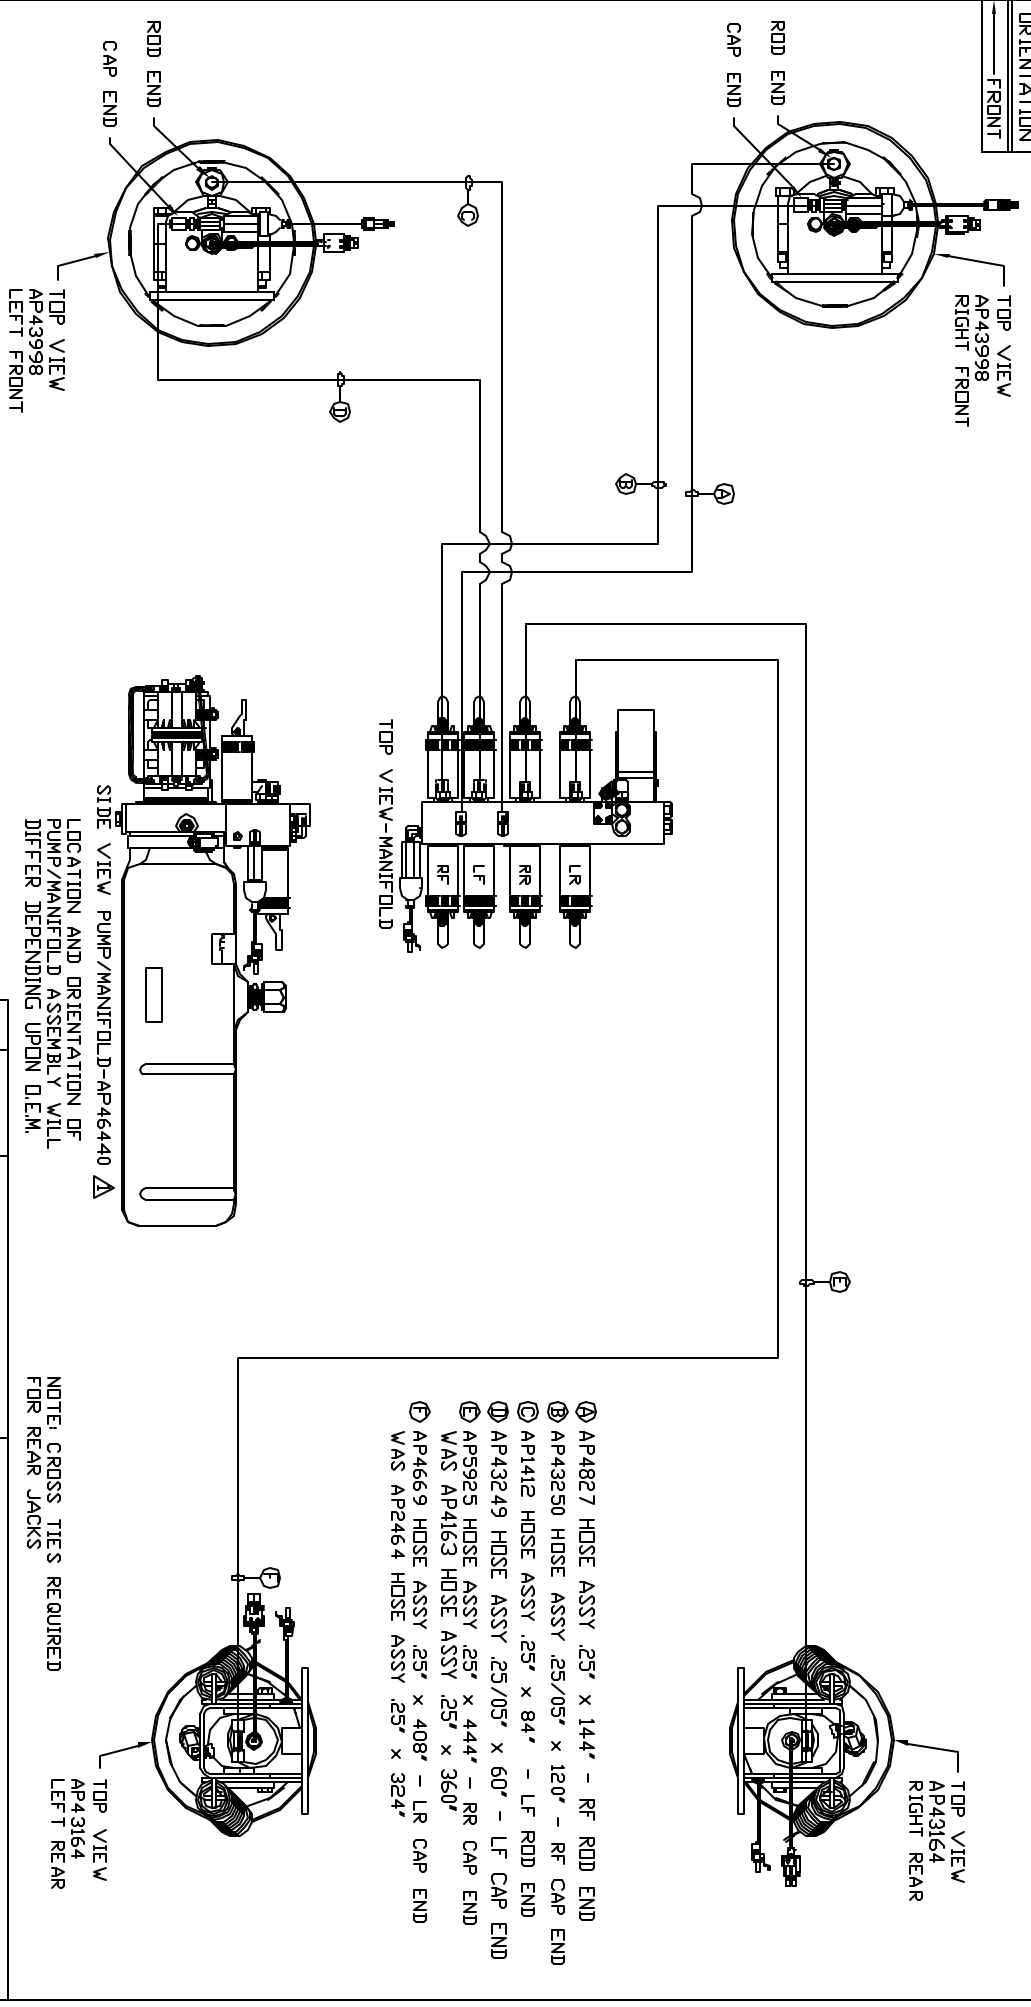 ORIENTATION
FRONT
ROD END
CAP END
TOP VIEW
AP43998
RIGHT FRONT
ROD END
CAP END
TOP VIEW
AP43998
LEFT FRONT
A
B
C
D
E
F
LR
RR
LF
RF
TOP VIEW-MANIFOLD
SIDE VIEW PUMP/MANIFOLD-AP46440 1
LOCATION AND ORIENTATION OF
PUMP/MANIFOLD ASSEMBLY WILL
DIFFER DEPENDING UPON O.E.M.
A AP4827 HOSE ASSY .25" x 144" - RF ROD END
B AP43250 HOSE ASSY .25/05" x 120" - RF CAP END
C AP1412 HOSE ASSY .25" x 84" - LF ROD END
D AP43249 HOSE ASSY .25/05" x 60" - LF CAP END
E AP5925 HOSE ASSY .25" x 444" - RR CAP END
WAS AP4163 HOSE ASSY .25" x 360"
F AP4669 HOSE ASSY .25" x 408" - LR CAP END
WAS AP2464 HOSE ASSY .25" x 324"
TOP VIEW
AP43164
RIGHT REAR
TOP VIEW
AP43164
LEFT REAR
NOTE: CROSS TIES REQUIRED
FOR REAR JACKS